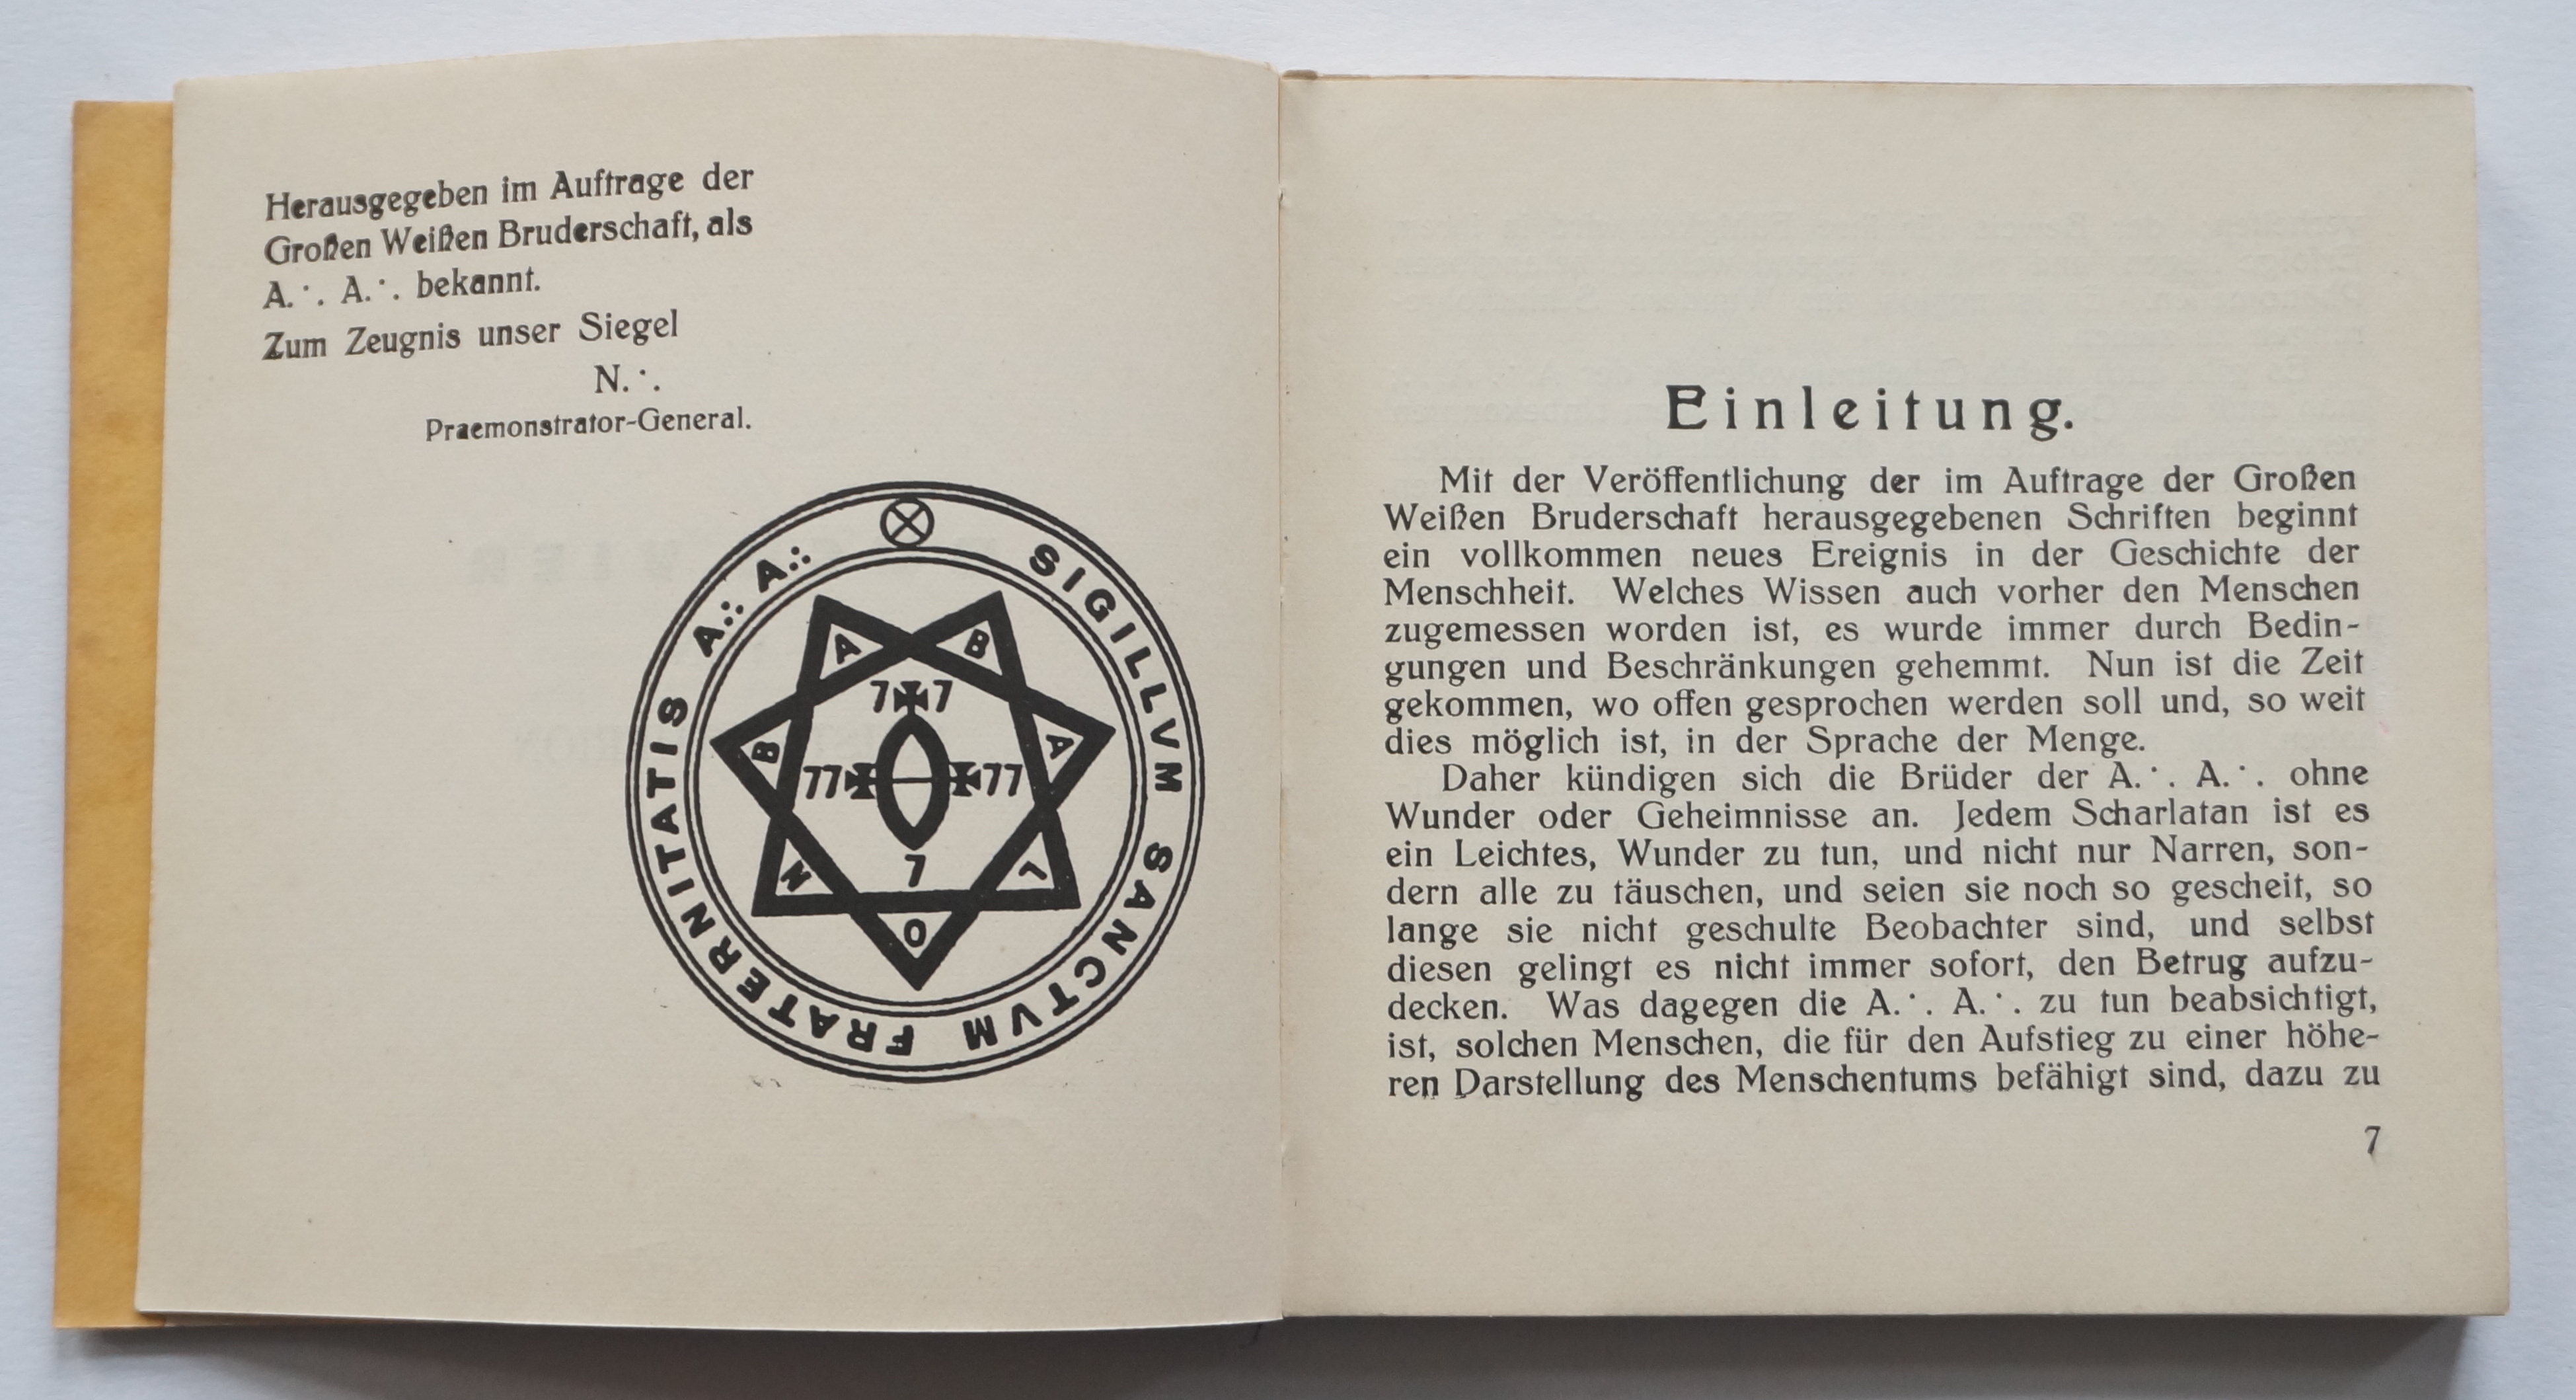 Herausgegeben im Auftrage der
Großen Weißen Bruderschaft, als
A.·. A.·. bekannt.
Zum Zeugnis unser Siegel
N.·.
Praemonstrator-General.
SIGILLVM SANCTVM FRATERNITATIS A.·. A.·.
A B
7 7
B A
77 77
7
N L
O
Einleitung.
Mit der Veröffentlichung der im Auftrage der Großen
Weißen Bruderschaft herausgegebenen Schriften beginnt
ein vollkommen neues Ereignis in der Geschichte der
Menschheit. Welches Wissen auch vorher den Menschen
zugemessen worden ist, es wurde immer durch Bedin-
gungen und Beschränkungen gehemmt. Nun ist die Zeit
gekommen, wo offen gesprochen werden soll und, so weit
dies möglich ist, in der Sprache der Menge.
Daher kündigen sich die Brüder der A.·. A.·. ohne
Wunder oder Geheimnisse an. Jedem Scharlatan ist es
ein Leichtes, Wunder zu tun, und nicht nur Narren, son-
dern alle zu täuschen, und seien sie noch so gescheit, so
lange sie nicht geschulte Beobachter sind, und selbst
diesen gelingt es nicht immer sofort, den Betrug aufzu-
decken. Was dagegen die A.·. A.·. zu tun beabsichtigt,
ist, solchen Menschen, die für den Aufstieg zu einer höhe-
ren Darstellung des Menschentums befähigt sind, dazu zu
7